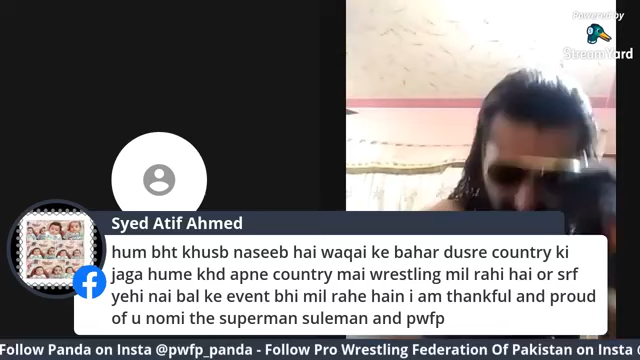 Powered by
StreamYard
Syed Atif Ahmed
hum bht khusb naseeb hai waqai ke bahar dusre country ki
jaga hume khd apne country mai wrestling mil rahi hai or srf
yehi nai bal ke event bhi mil rahe hain i am thankful and proud
of u nomi the superman suleman and pwfp
Follow Panda on Insta @pwfp_panda - Follow Pro Wrestling Federation Of Pakistan on Insta